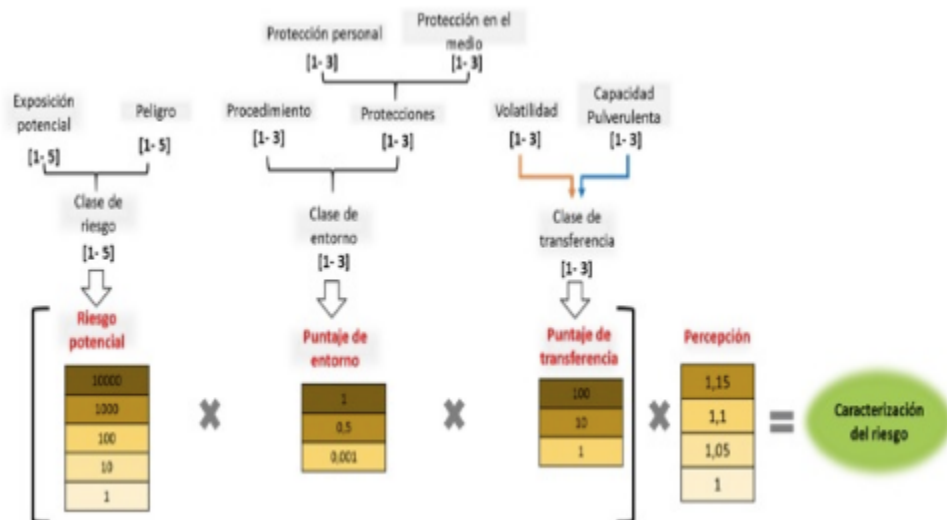 Protección personal
[1- 3]
Protección en el
medio
[1- 3]
Exposición
potencial
[1- 5]
Peligro
[1- 5]
Procedimiento
[1- 3]
Protecciones
[1- 3]
Volatilidad
[1- 3]
Capacidad
Pulverulenta
[1- 3]
Clase de
riesgo
[1- 5]
Clase de
entorno
[1- 3]
Clase de
transferencia
[1- 3]
Riesgo
potencial
10000
1000
100
10
1
Puntaje de
entorno
1
0,5
0,001
Puntaje de
transferencia
100
10
1
Percepción
1,15
1,1
1,05
1
Caracterización
del riesgo